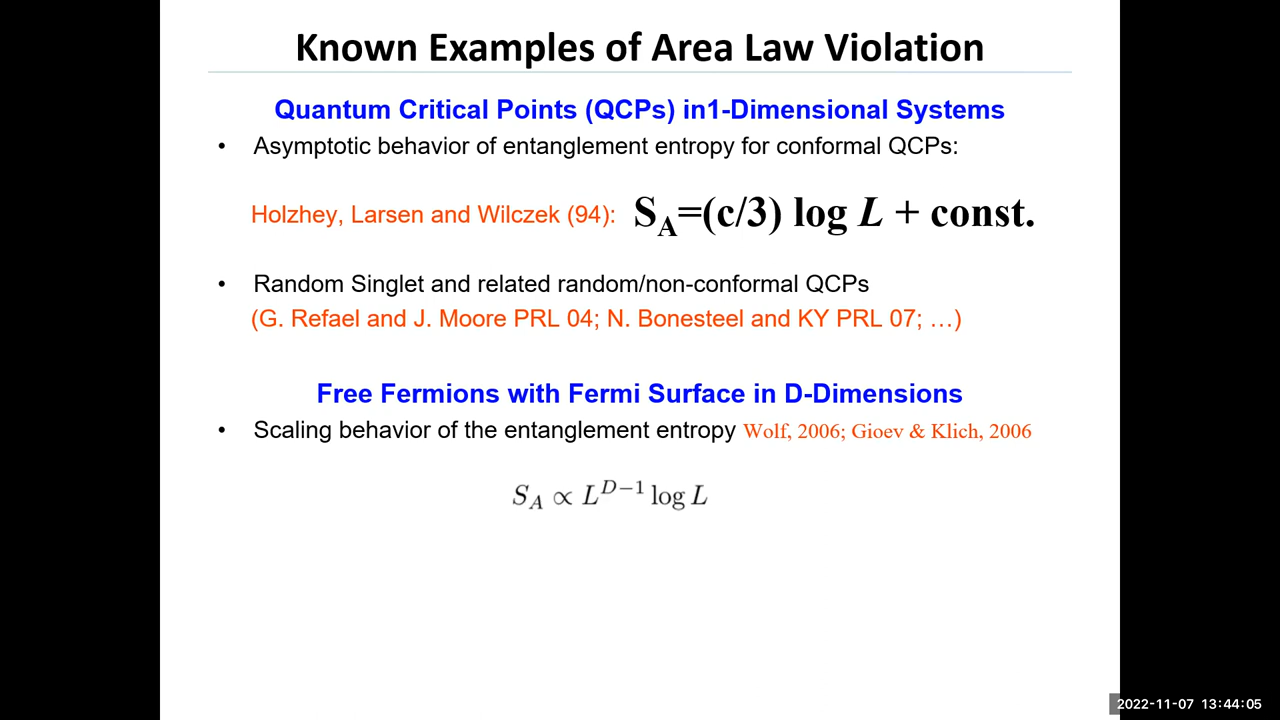 Known Examples of Area Law Violation
Quantum Critical Points (QCPs) in1-Dimensional Systems
• Asymptotic behavior of entanglement entropy for conformal QCPs:
Holzhey, Larsen and Wilczek (94): S_A=(c/3) log L + const.
• Random Singlet and related random/non-conformal QCPs
(G. Refael and J. Moore PRL 04; N. Bonesteel and KY PRL 07; …)
Free Fermions with Fermi Surface in D-Dimensions
• Scaling behavior of the entanglement entropy Wolf, 2006; Gioev & Klich, 2006
S_A ∝ L^{D−1} log L
2022-11-07 13:44:05